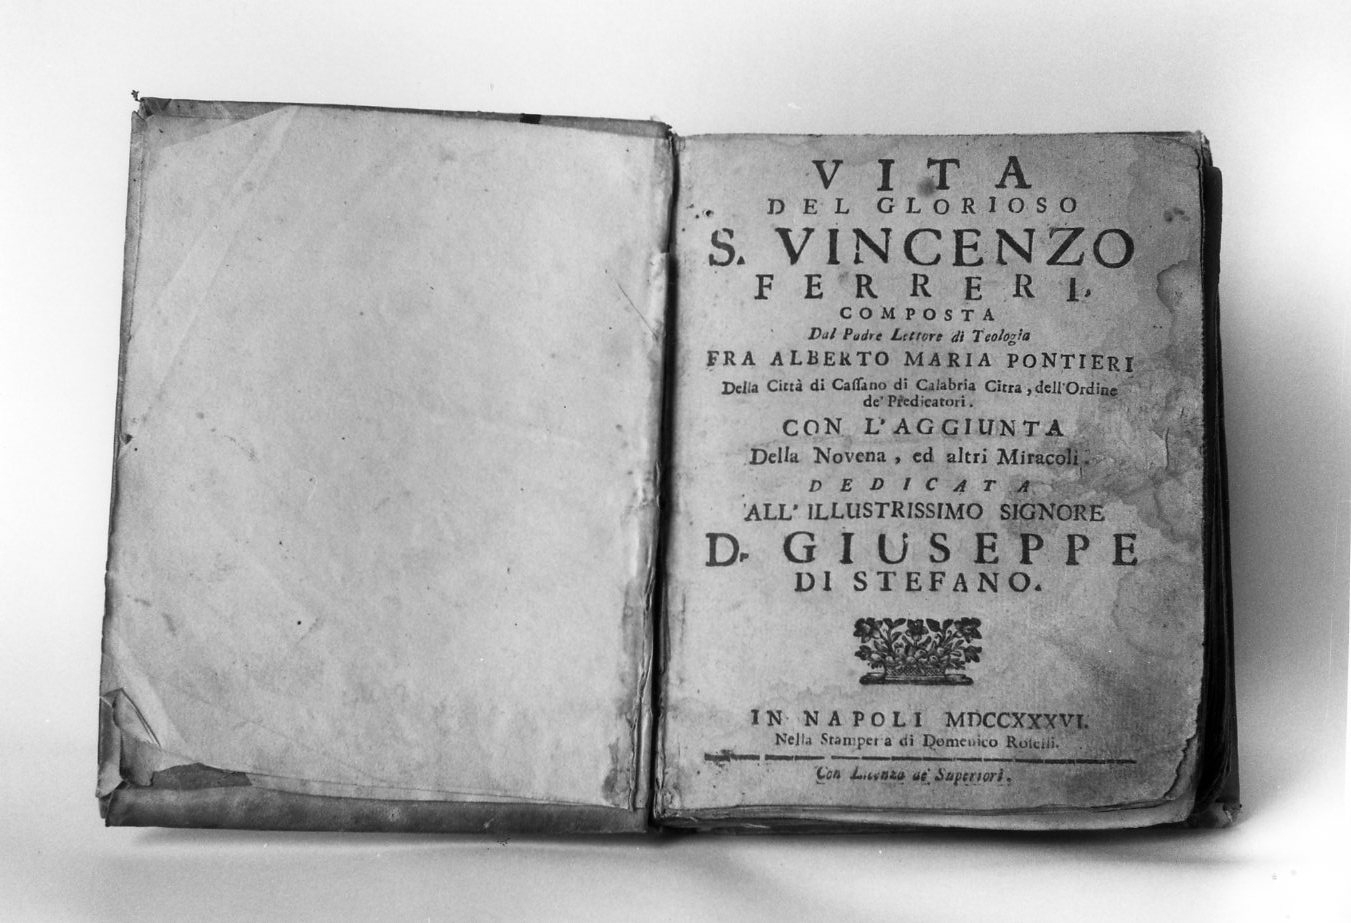 VITA
DEL GLORIOSO
S. VINCENZO
FERRERI,
COMPOSTA
Dal Padre Lettore di Teologia
FRA ALBERTO MARIA PONTIERI
Della Città di Caſſano di Calabria Citra, dell'Ordine
de' Predicatori.
CON L'AGGIUNTA
Della Novena, ed altri Miracoli.
DEDICATA
ALL' ILLUSTRISSIMO SIGNORE
D. GIUSEPPE
DI STEFANO.
IN NAPOLI MDCCXXXVI.
Nella Stamperia di Domenico Roſelli.
Con Licenza de' Superiori.